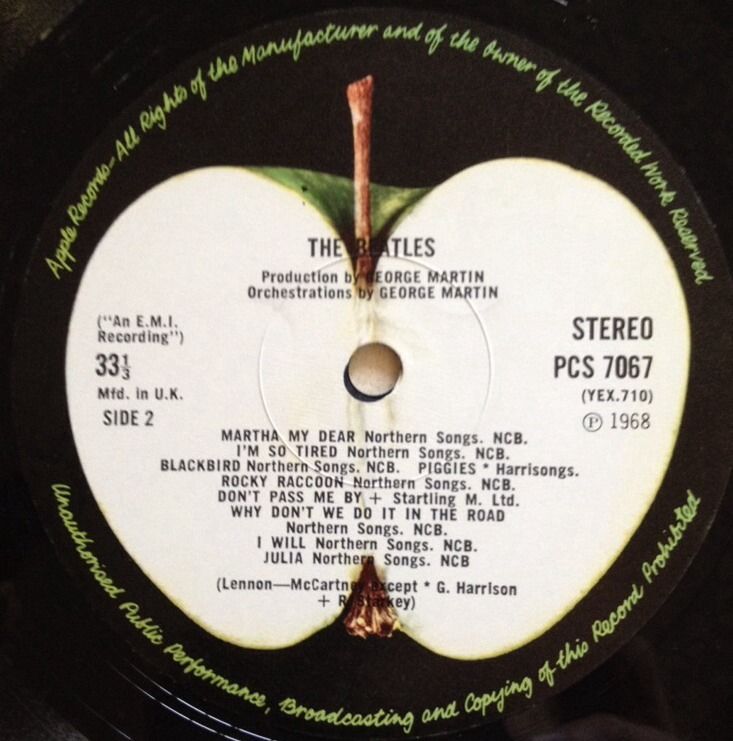 Apple Records–All Rights of the Manufacturer and of the Owner of the Recorded Work Reserved
THE BEATLES
Production by GEORGE MARTIN
Orchestrations by GEORGE MARTIN
("An E.M.I.
Recording")
33⅓
Mfd. in U.K.
SIDE 2
STEREO
PCS 7067
(YEX.710)
Ⓟ 1968
MARTHA MY DEAR Northern Songs. NCB.
I'M SO TIRED Northern Songs. NCB.
BLACKBIRD Northern Songs. NCB. PIGGIES * Harrisongs.
ROCKY RACCOON Northern Songs. NCB.
DON'T PASS ME BY + Startling M. Ltd.
WHY DON'T WE DO IT IN THE ROAD
Northern Songs. NCB.
I WILL Northern Songs. NCB.
JULIA Northern Songs. NCB
(Lennon—McCartney except * G. Harrison
+ R. Starkey)
Unauthorised Public Performance, Broadcasting and Copying of this Record Prohibited